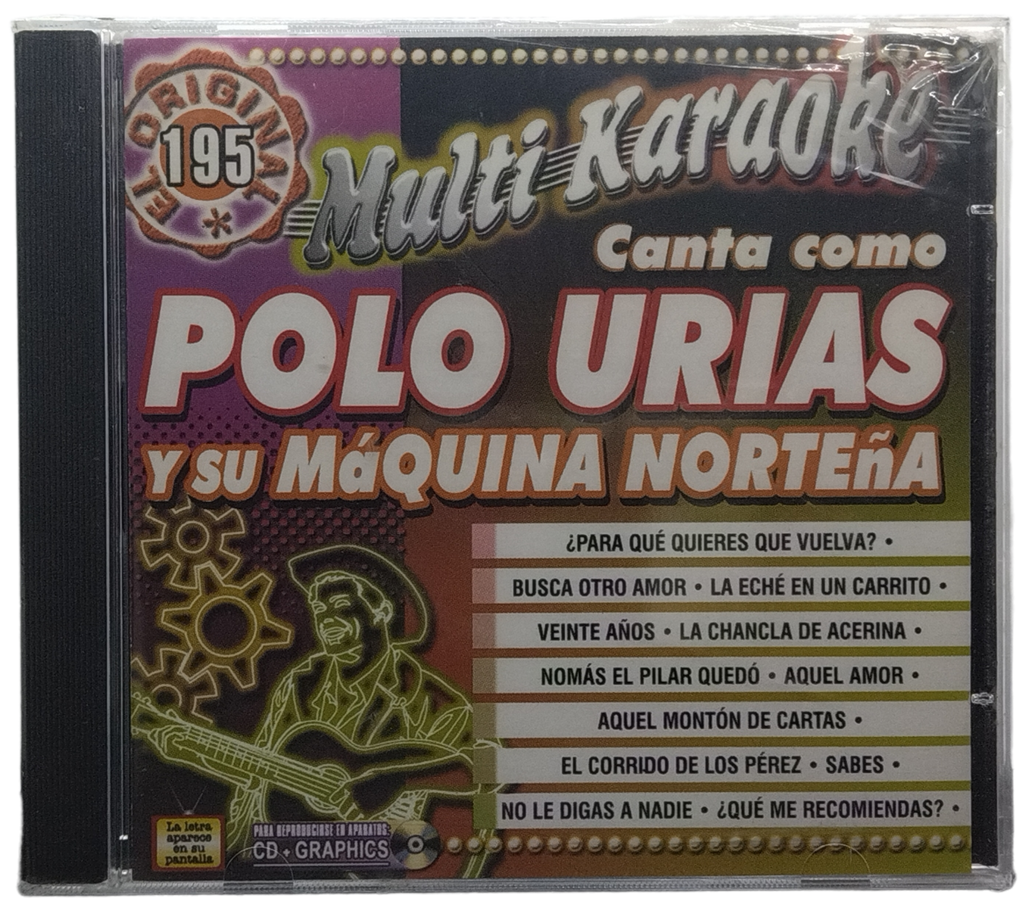 EL ORIGINAL *
195
Multi Karaoke
Canta como
POLO URIAS
Y SU MáQUINA NORTEñA
¿PARA QUÉ QUIERES QUE VUELVA? •
BUSCA OTRO AMOR • LA ECHÉ EN UN CARRITO •
VEINTE AÑOS • LA CHANCLA DE ACERINA •
NOMÁS EL PILAR QUEDÓ • AQUEL AMOR •
AQUEL MONTÓN DE CARTAS •
EL CORRIDO DE LOS PÉREZ • SABES •
NO LE DIGAS A NADIE • ¿QUÉ ME RECOMIENDAS? •
La letra
aparece
en su
pantalla
PARA REPRODUCIRSE EN APARATOS:
CD + GRAPHICS